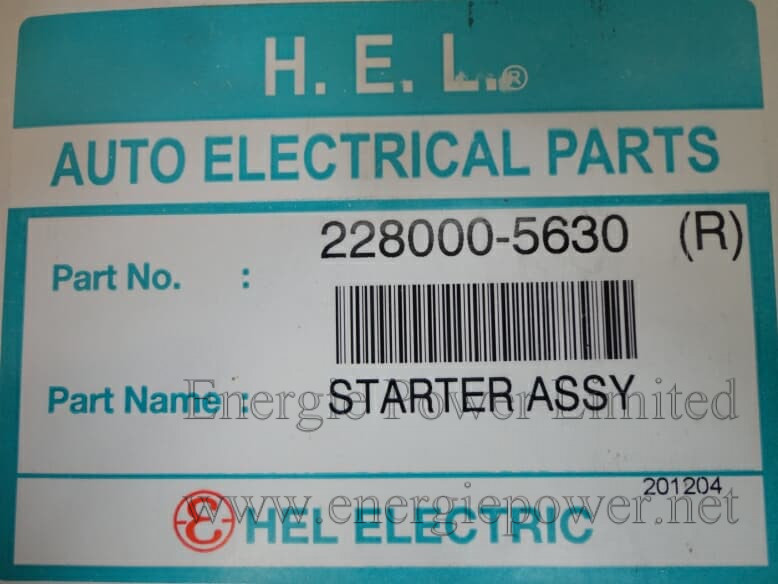 H. E. L.®
AUTO ELECTRICAL PARTS
Part No. : 228000-5630 (R)
Part Name : STARTER ASSY
Energie Power Limited
201204
www.energiepower.net
HEL ELECTRIC